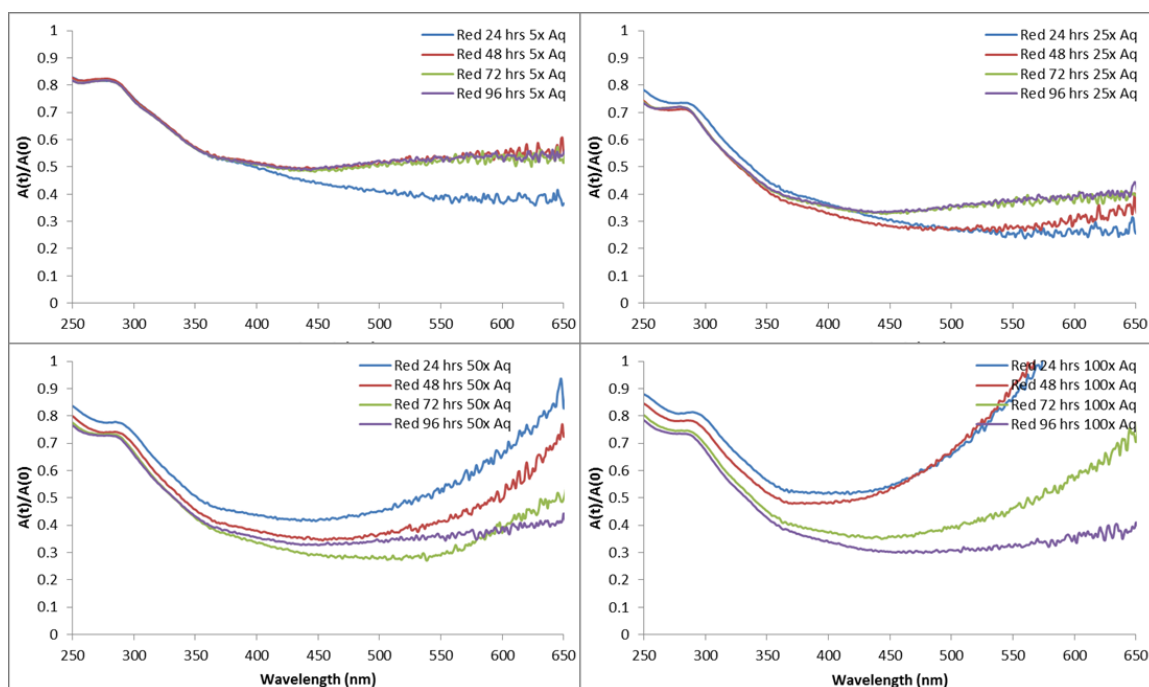 Red 24 hrs 5x Aq
Red 48 hrs 5x Aq
Red 72 hrs 5x Aq
Red 96 hrs 5x Aq
A(t)/A(0)
1
0.9
0.8
0.7
0.6
0.5
0.4
0.3
0.2
0.1
0
250 300 350 400 450 500 550 600 650
Red 24 hrs 25x Aq
Red 48 hrs 25x Aq
Red 72 hrs 25x Aq
Red 96 hrs 25x Aq
A(t)/A(0)
1
0.9
0.8
0.7
0.6
0.5
0.4
0.3
0.2
0.1
0
250 300 350 400 450 500 550 600 650
Red 24 hrs 50x Aq
Red 48 hrs 50x Aq
Red 72 hrs 50x Aq
Red 96 hrs 50x Aq
A(t)/A(0)
1
0.9
0.8
0.7
0.6
0.5
0.4
0.3
0.2
0.1
0
250 300 350 400 450 500 550 600 650
Wavelength (nm)
Red 24 hrs 100x Aq
Red 48 hrs 100x Aq
Red 72 hrs 100x Aq
Red 96 hrs 100x Aq
A(t)/A(0)
1
0.9
0.8
0.7
0.6
0.5
0.4
0.3
0.2
0.1
0
250 300 350 400 450 500 550 600 650
Wavelength (nm)